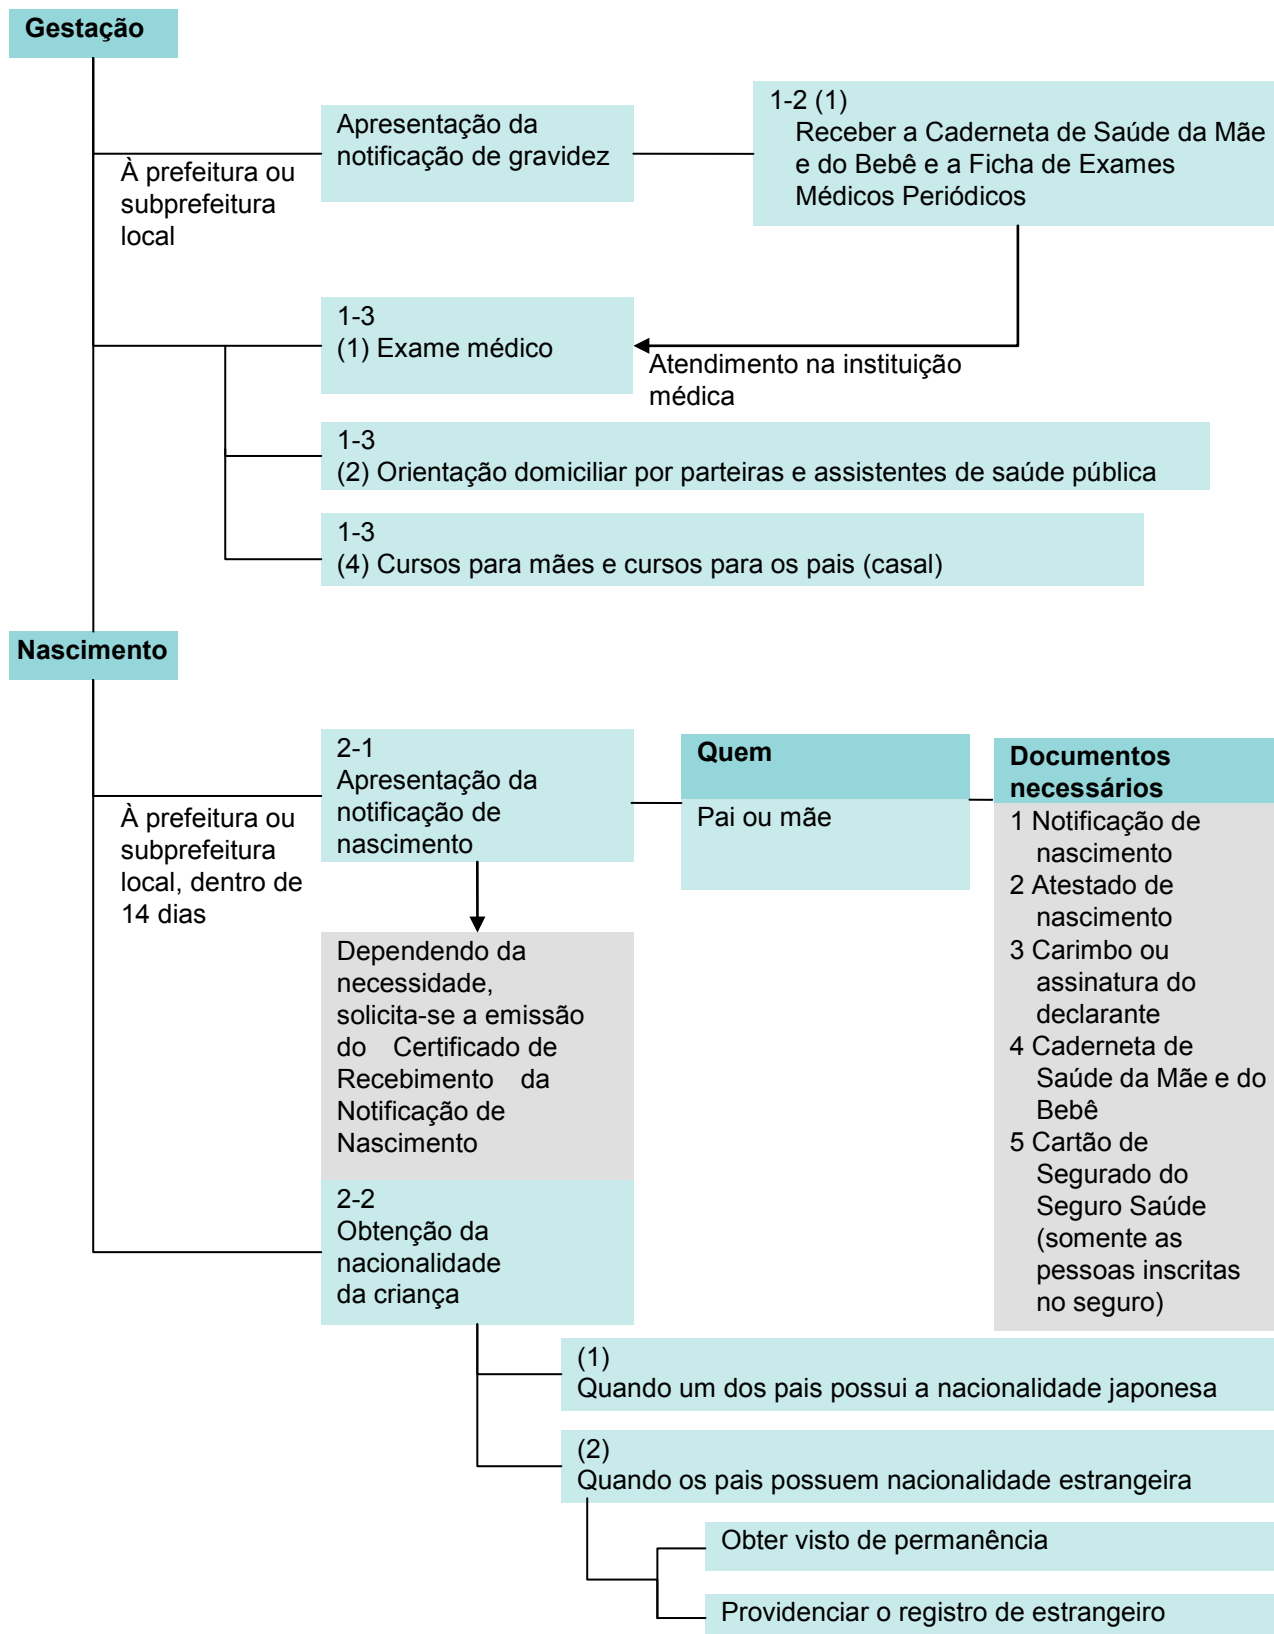 Gestação
Apresentação da
notificação de gravidez
1-2 (1)
Receber a Caderneta de Saúde da Mãe
e do Bebê e a Ficha de Exames
Médicos Periódicos
À prefeitura ou
subprefeitura
local
1-3
(1) Exame médico
Atendimento na instituição
médica
1-3
(2) Orientação domiciliar por parteiras e assistentes de saúde pública
1-3
(4) Cursos para mães e cursos para os pais (casal)
Nascimento
À prefeitura ou
subprefeitura
local, dentro de
14 dias
2-1
Apresentação da
notificação de
nascimento
Quem
Pai ou mãe
Documentos
necessários
1 Notificação de
nascimento
2 Atestado de
nascimento
3 Carimbo ou
assinatura do
declarante
4 Caderneta de
Saúde da Mãe e do
Bebê
5 Cartão de
Segurado do
Seguro Saúde
(somente as
pessoas inscritas
no seguro)
Dependendo da
necessidade,
solicita-se a emissão
do Certificado de
Recebimento da
Notificação de
Nascimento
2-2
Obtenção da
nacionalidade
da criança
(1)
Quando um dos pais possui a nacionalidade japonesa
(2)
Quando os pais possuem nacionalidade estrangeira
Obter visto de permanência
Providenciar o registro de estrangeiro